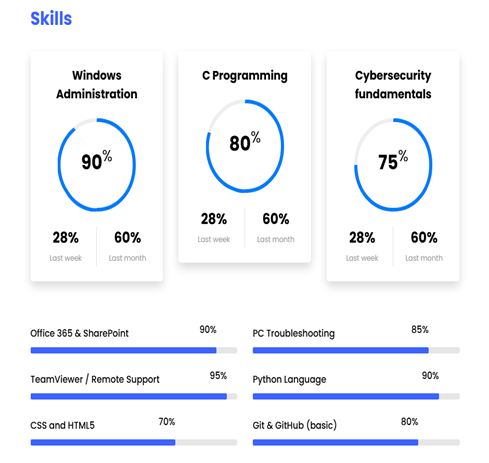 Skills
Windows
Administration
90%
28%
60%
Last week
Last month
C Programming
80%
28%
60%
Last week
Last month
Cybersecurity
fundamentals
75%
28%
60%
Last week
Last month
Office 365 & SharePoint
90%
PC Troubleshooting
85%
TeamViewer / Remote Support
95%
Python Language
90%
CSS and HTML5
70%
Git & GitHub (basic)
80%